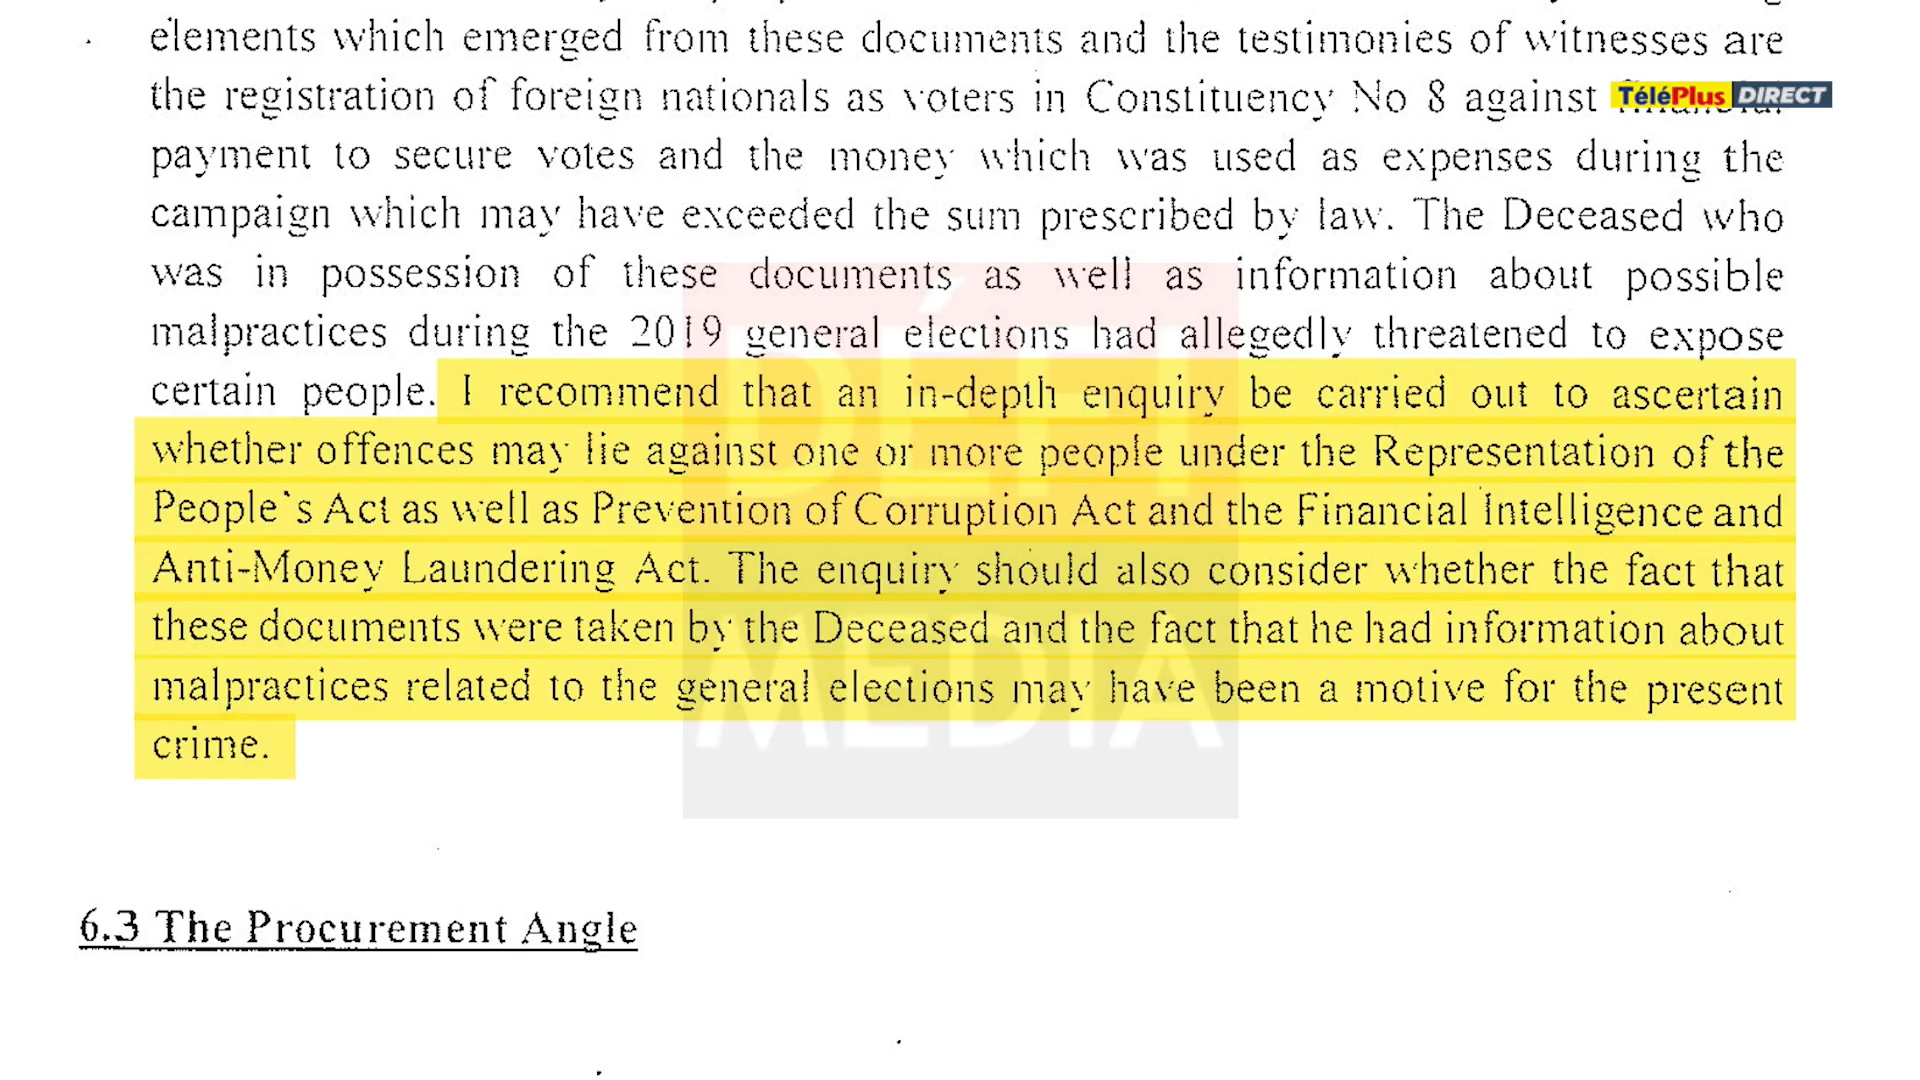 elements which emerged from these documents and the testimonies of witnesses are
the registration of foreign nationals as voters in Constituency No 8 against
TéléPlus DIRECT
payment to secure votes and the money which was used as expenses during the
campaign which may have exceeded the sum prescribed by law. The Deceased who
was in possession of these documents as well as information about possible
malpractices during the 2019 general elections had allegedly threatened to expose
certain people. I recommend that an in-depth enquiry be carried out to ascertain
whether offences may lie against one or more people under the Representation of the
People's Act as well as Prevention of Corruption Act and the Financial Intelligence and
Anti-Money Laundering Act. The enquiry should also consider whether the fact that
these documents were taken by the Deceased and the fact that he had information about
malpractices related to the general elections may have been a motive for the present
crime.
DÉFI
MEDIA
6.3 The Procurement Angle